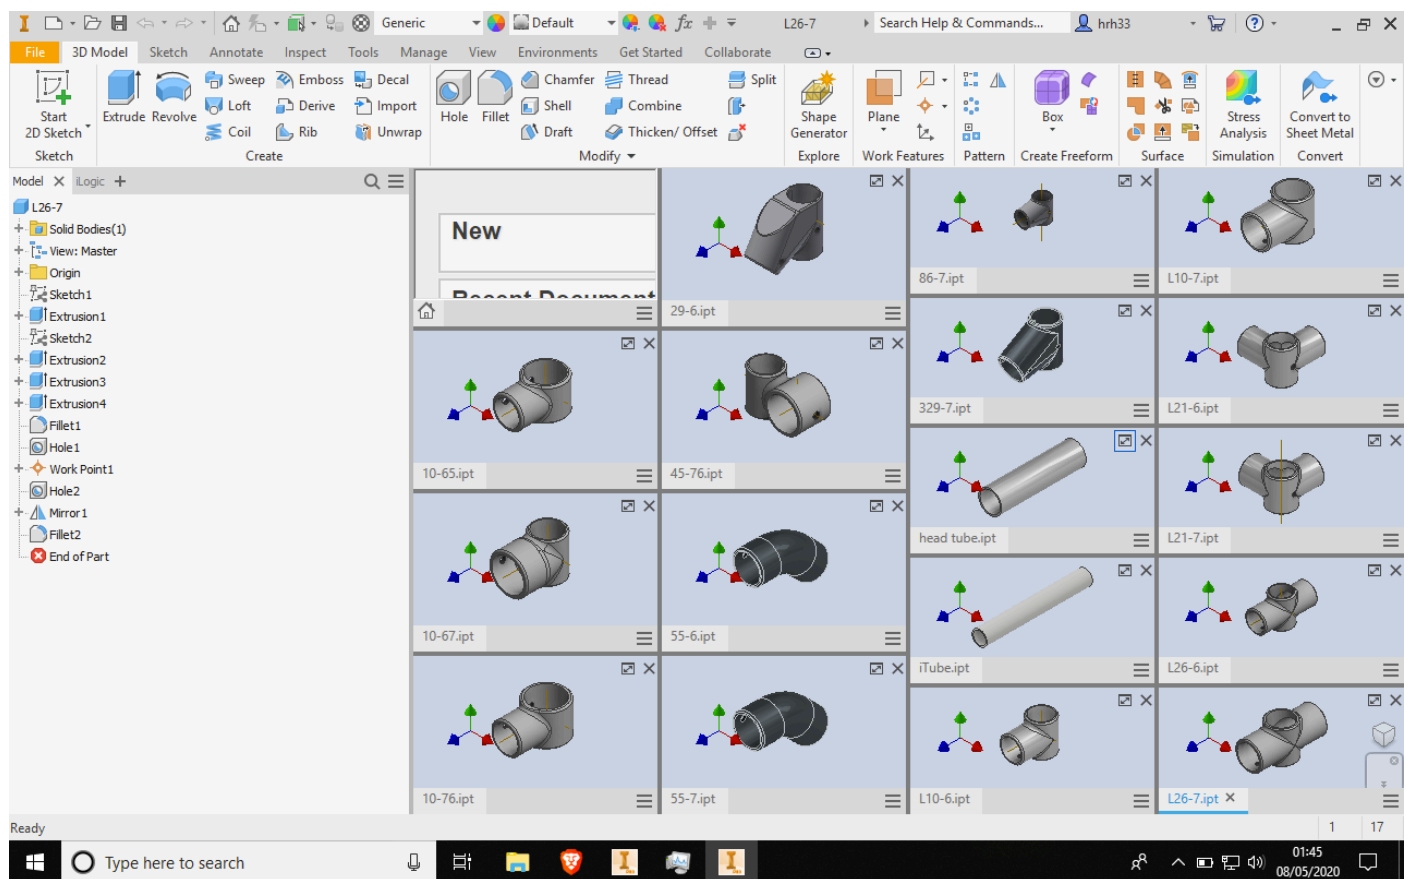 Generic
Default
fx
L26-7
Search Help & Commands...
hrh33
File
3D Model
Sketch
Annotate
Inspect
Tools
Manage
View
Environments
Get Started
Collaborate
Start
2D Sketch
Extrude
Revolve
Sweep
Loft
Coil
Emboss
Derive
Rib
Decal
Import
Unwrap
Hole
Fillet
Chamfer
Shell
Draft
Thread
Combine
Thicken/ Offset
Split
Shape
Generator
Plane
Box
Stress
Analysis
Convert to
Sheet Metal
Sketch
Create
Modify
Explore
Work Features
Pattern
Create Freeform
Surface
Simulation
Convert
Model
iLogic
L26-7
Solid Bodies(1)
View: Master
Origin
Sketch1
Extrusion1
Sketch2
Extrusion2
Extrusion3
Extrusion4
Fillet1
Hole1
Work Point1
Hole2
Mirror1
Fillet2
End of Part
New
Recent Document
10-65.ipt
10-67.ipt
10-76.ipt
29-6.ipt
45-76.ipt
55-6.ipt
55-7.ipt
86-7.ipt
329-7.ipt
head tube.ipt
iTube.ipt
L10-6.ipt
L10-7.ipt
L21-6.ipt
L21-7.ipt
L26-6.ipt
L26-7.ipt
Ready
1
17
Type here to search
01:45
08/05/2020